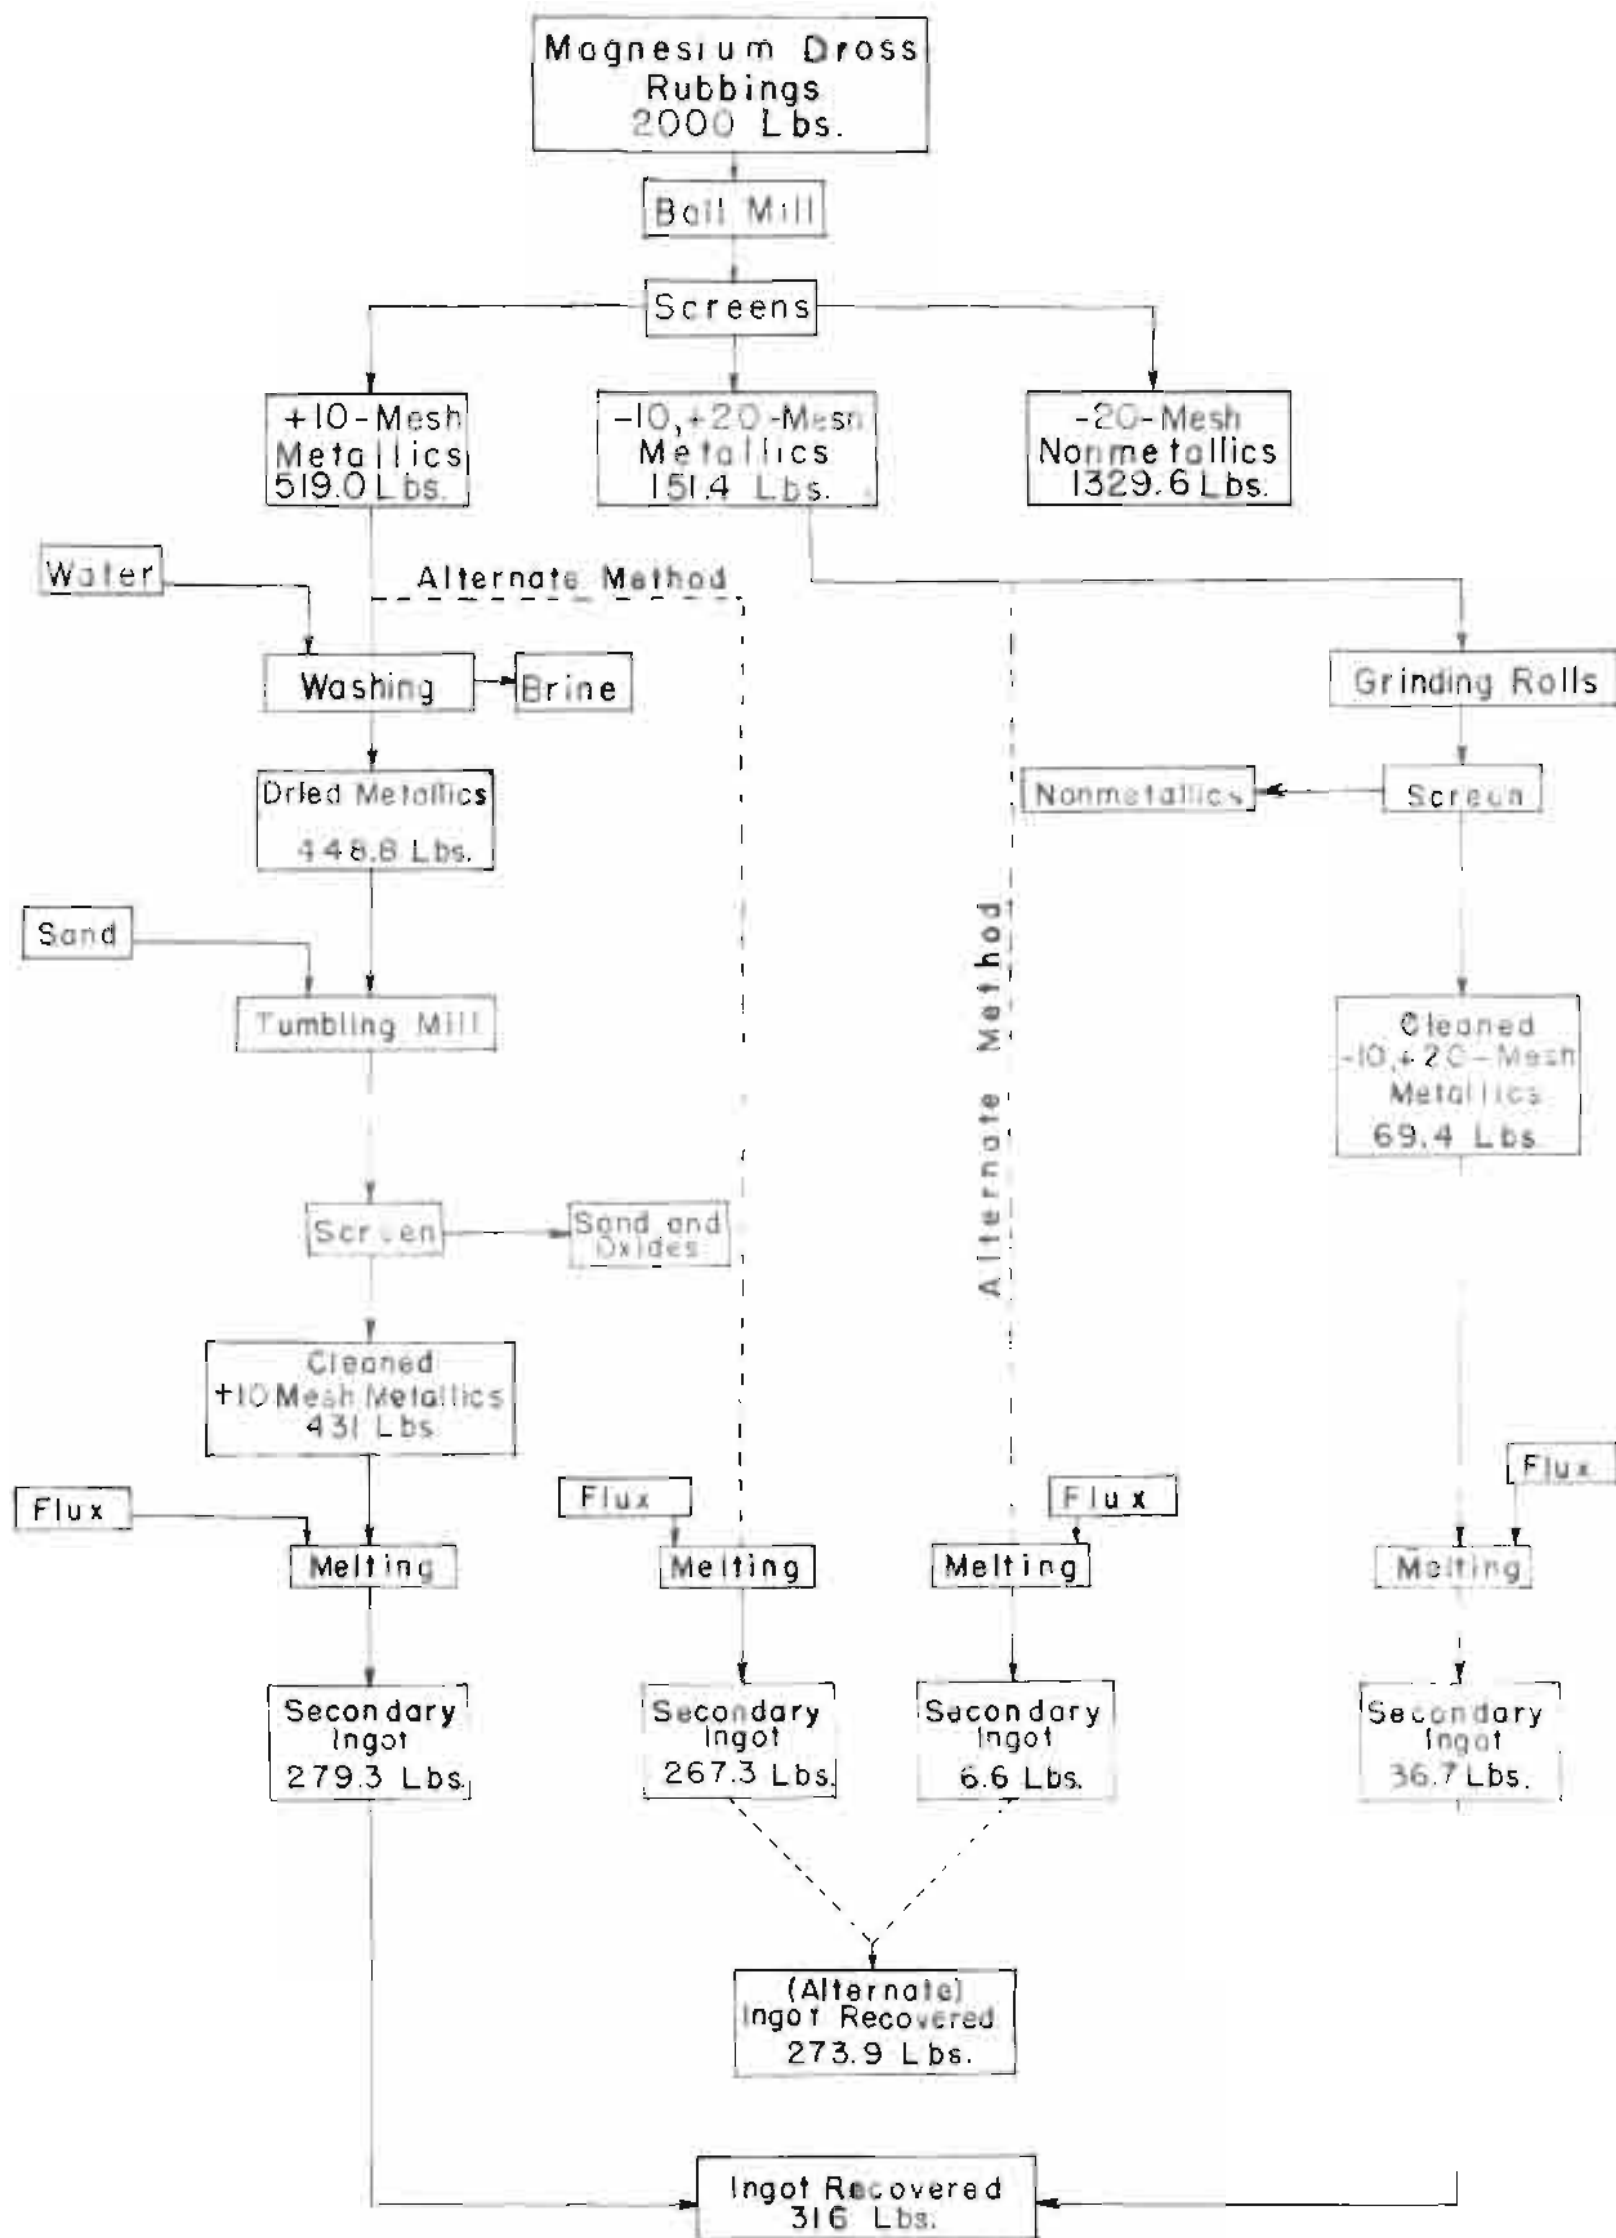 Magnesium Dross
Rubbings
2000 Lbs.
Ball Mill
Screens
+10-Mesh
Metallics
519.0 Lbs.
-10,+20-Mesh
Metallics
151.4 Lbs.
-20-Mesh
Nonmetallics
1329.6 Lbs.
Water
Alternate Method
Washing
Brine
Grinding Rolls
Dried Metallics
448.8 Lbs.
Nonmetallics
Screen
Sand
Tumbling Mill
Alternate Method
Cleaned
-10,+20-Mesh
Metallics
69.4 Lbs
Screen
Sand and
Oxides
Cleaned
+10 Mesh Metallics
431 Lbs
Flux
Flux
Flux
Flux
Melting
Melting
Melting
Melting
Secondary
Ingot
279.3 Lbs.
Secondary
Ingot
267.3 Lbs.
Secondary
Ingot
6.6 Lbs.
Secondary
Ingot
36.7 Lbs.
(Alternate)
Ingot Recovered
273.9 Lbs.
Ingot Recovered
316 Lbs.